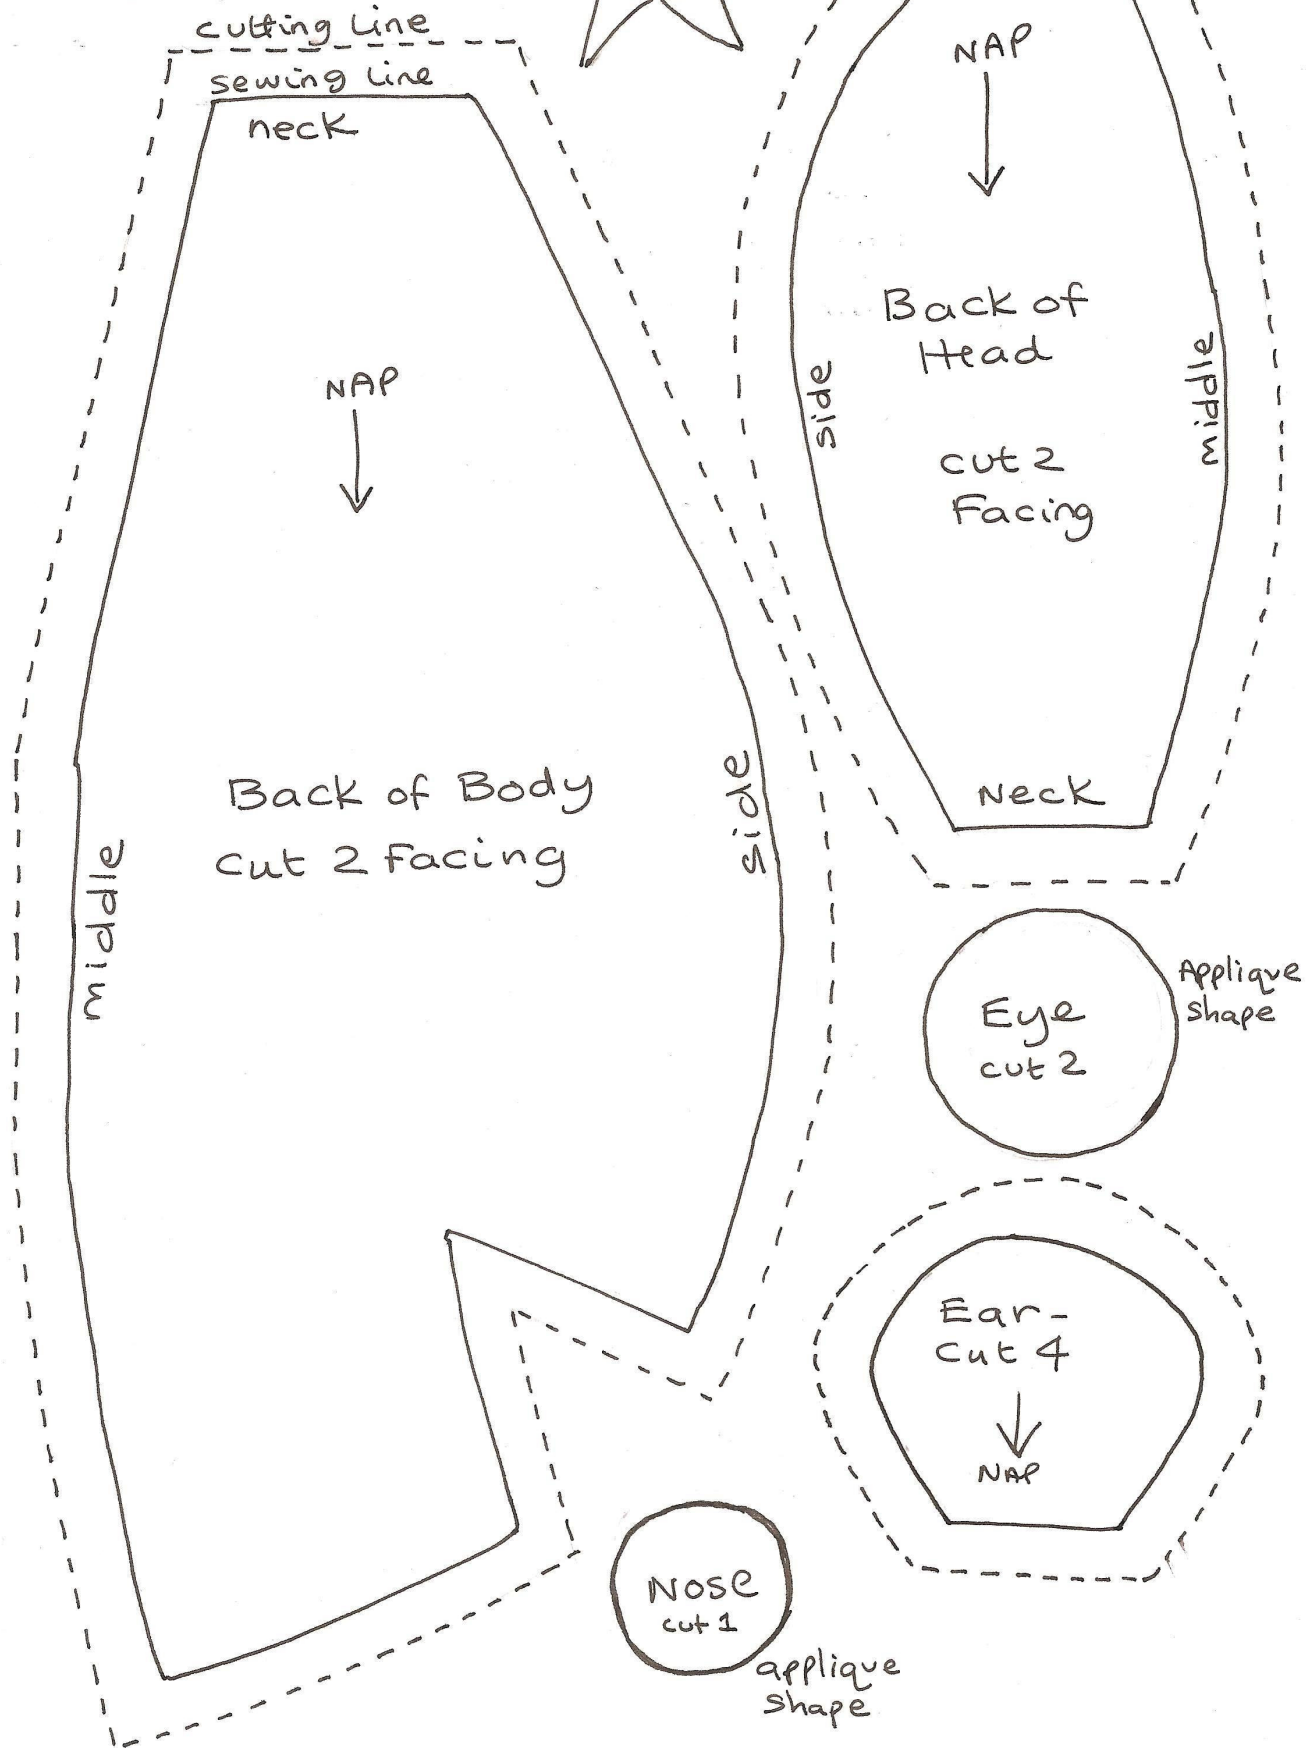 cutting line
sewing line
neck
NAP
Back of Body
cut 2 Facing
middle
side
NAP
Back of
Head
cut 2
Facing
side
middle
Neck
Eye
cut 2
Applique
shape
Ear-
Cut 4
NAP
Nose
cut 1
applique
shape